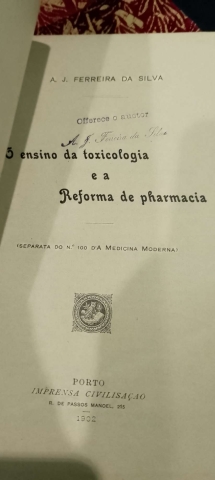 A. J. FERREIRA DA SILVA
Offerece o auctor
A. J. Ferreira da Silva
O ensino da toxicologia
e a
Reforma de pharmacia
(SEPARATA DO N.º 100 D'A MEDICINA MODERNA)
PORTO
IMPRENSA CIVILISAÇÃO
R. DE PASSOS MANOEL, 215
1902